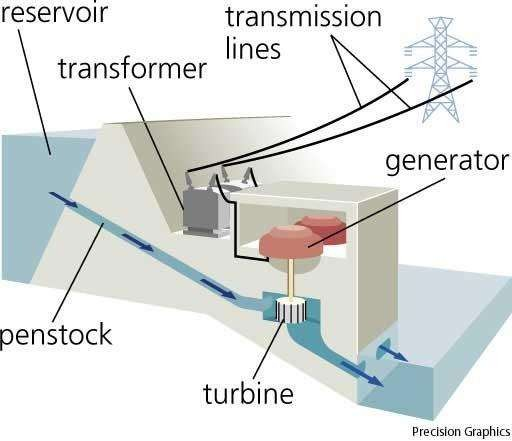 reservoir
transmission
lines
transformer
generator
penstock
turbine
Precision Graphics